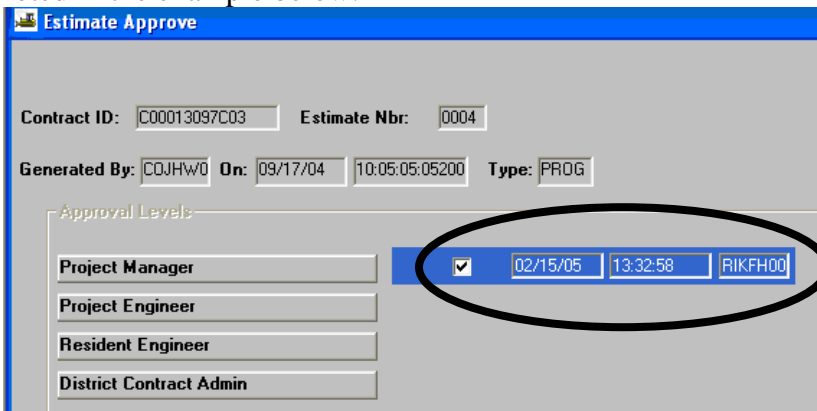 Estimate Approve
Contract ID: C00013097C03 Estimate Nbr: 0004
Generated By: COJHW0 On: 09/17/04 10:05:05:05200 Type: PROG
Approval Levels
Project Manager 02/15/05 13:32:58 RIKFH00
Project Engineer
Resident Engineer
District Contract Admin